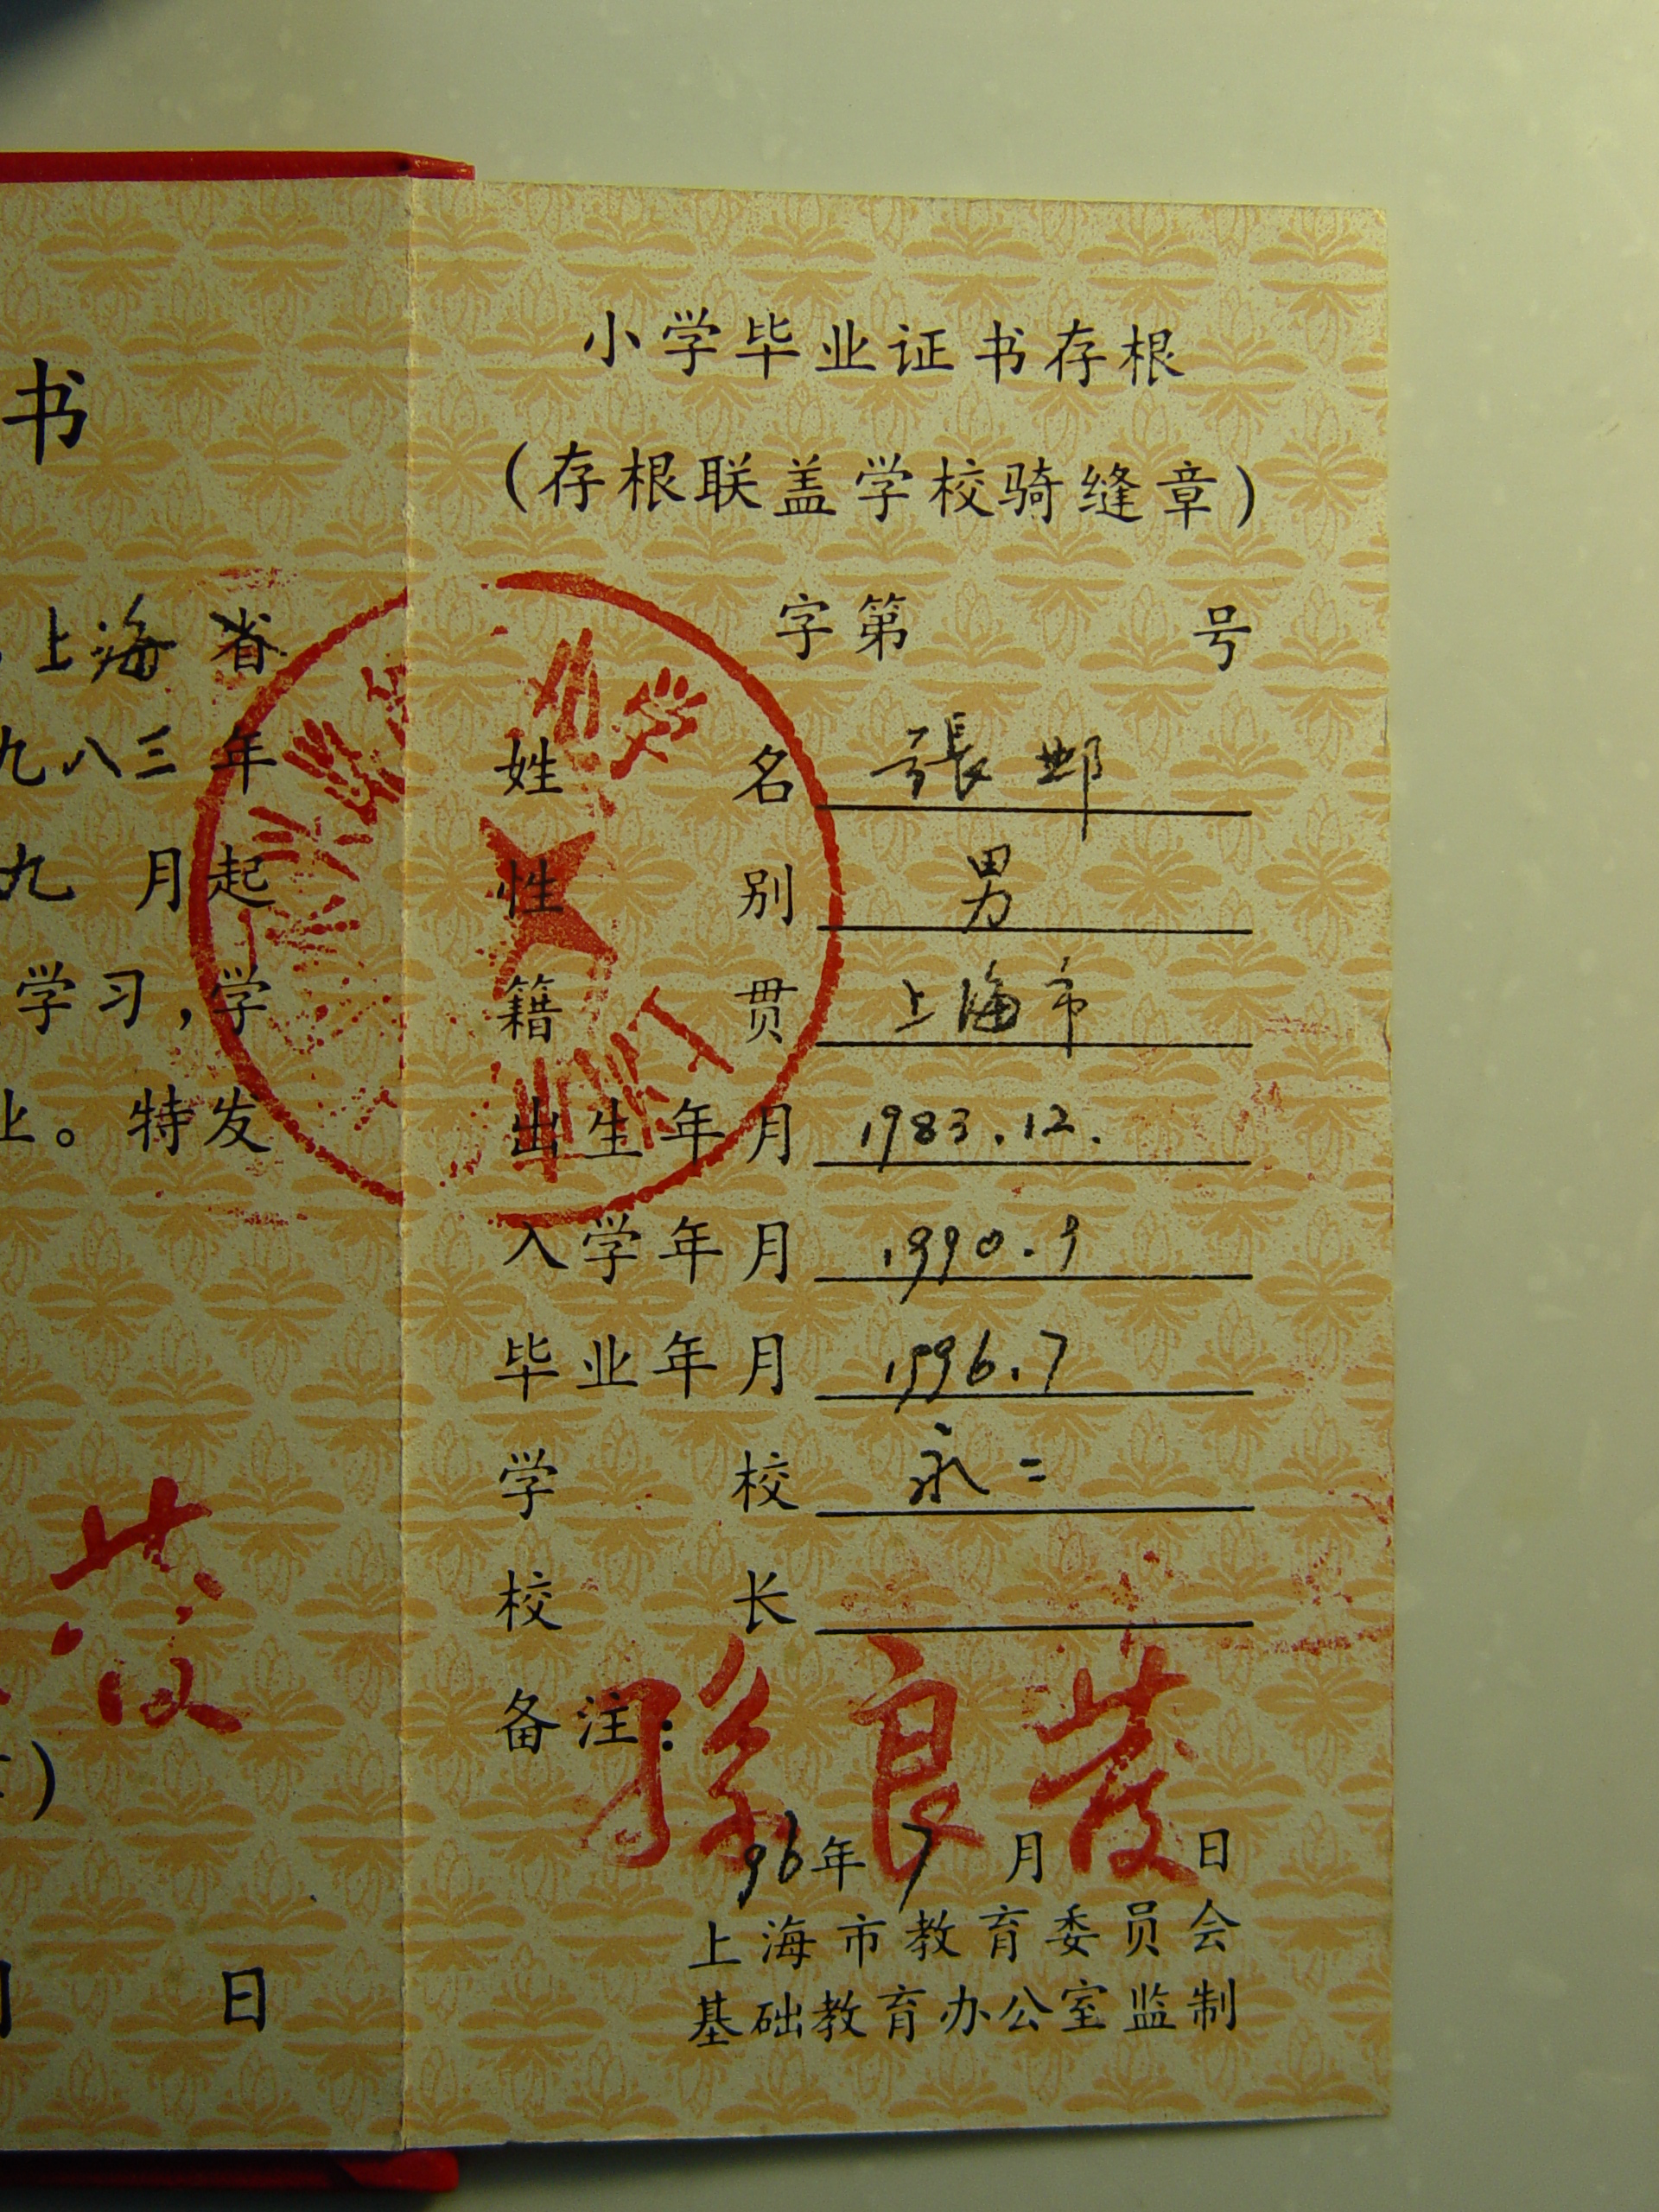 书
上海省
九八三年
九 月起
学习，学
业。特发
日
小学毕业证书存根
（存根联盖学校骑缝章）
字第 号
姓 名 張邺
性 别 男
籍 贯 上海市
出生年月 1983.12.
入学年月 1990.9
毕业年月 1996.7
学 校 永二
校 长
备注：
孫良发
96年7月 日
上海市教育委员会
基础教育办公室监制